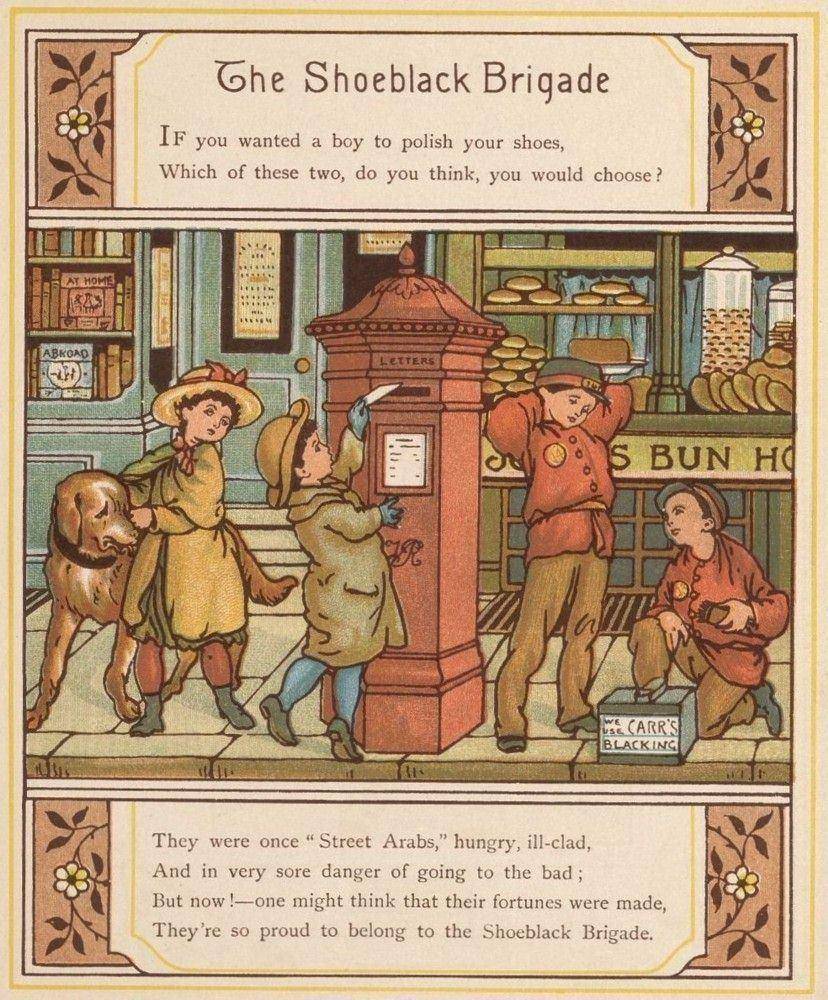 The Shoeblack Brigade
IF you wanted a boy to polish your shoes,
Which of these two, do you think, you would choose?
AT HOME
ABROAD
LETTERS
VR
S BUN HO
WE USE CARR'S
BLACKING
They were once “Street Arabs,” hungry, ill-clad,
And in very sore danger of going to the bad;
But now!—one might think that their fortunes were made,
They're so proud to belong to the Shoeblack Brigade.